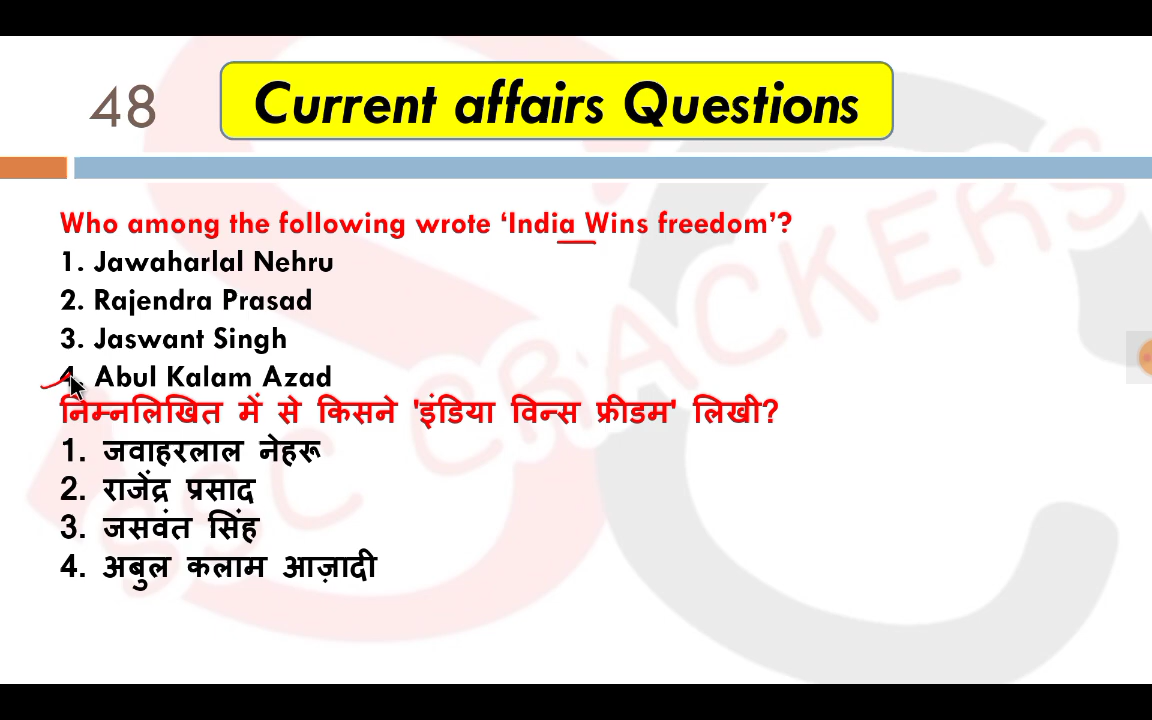 48
Current affairs Questions
Who among the following wrote ‘India Wins freedom’?
1. Jawaharlal Nehru
2. Rajendra Prasad
3. Jaswant Singh
4. Abul Kalam Azad
निम्नलिखित में से किसने 'इंडिया विन्स फ्रीडम' लिखी?
1. जवाहरलाल नेहरू
2. राजेंद्र प्रसाद
3. जसवंत सिंह
4. अबुल कलाम आज़ादी
SSC CRACKERS